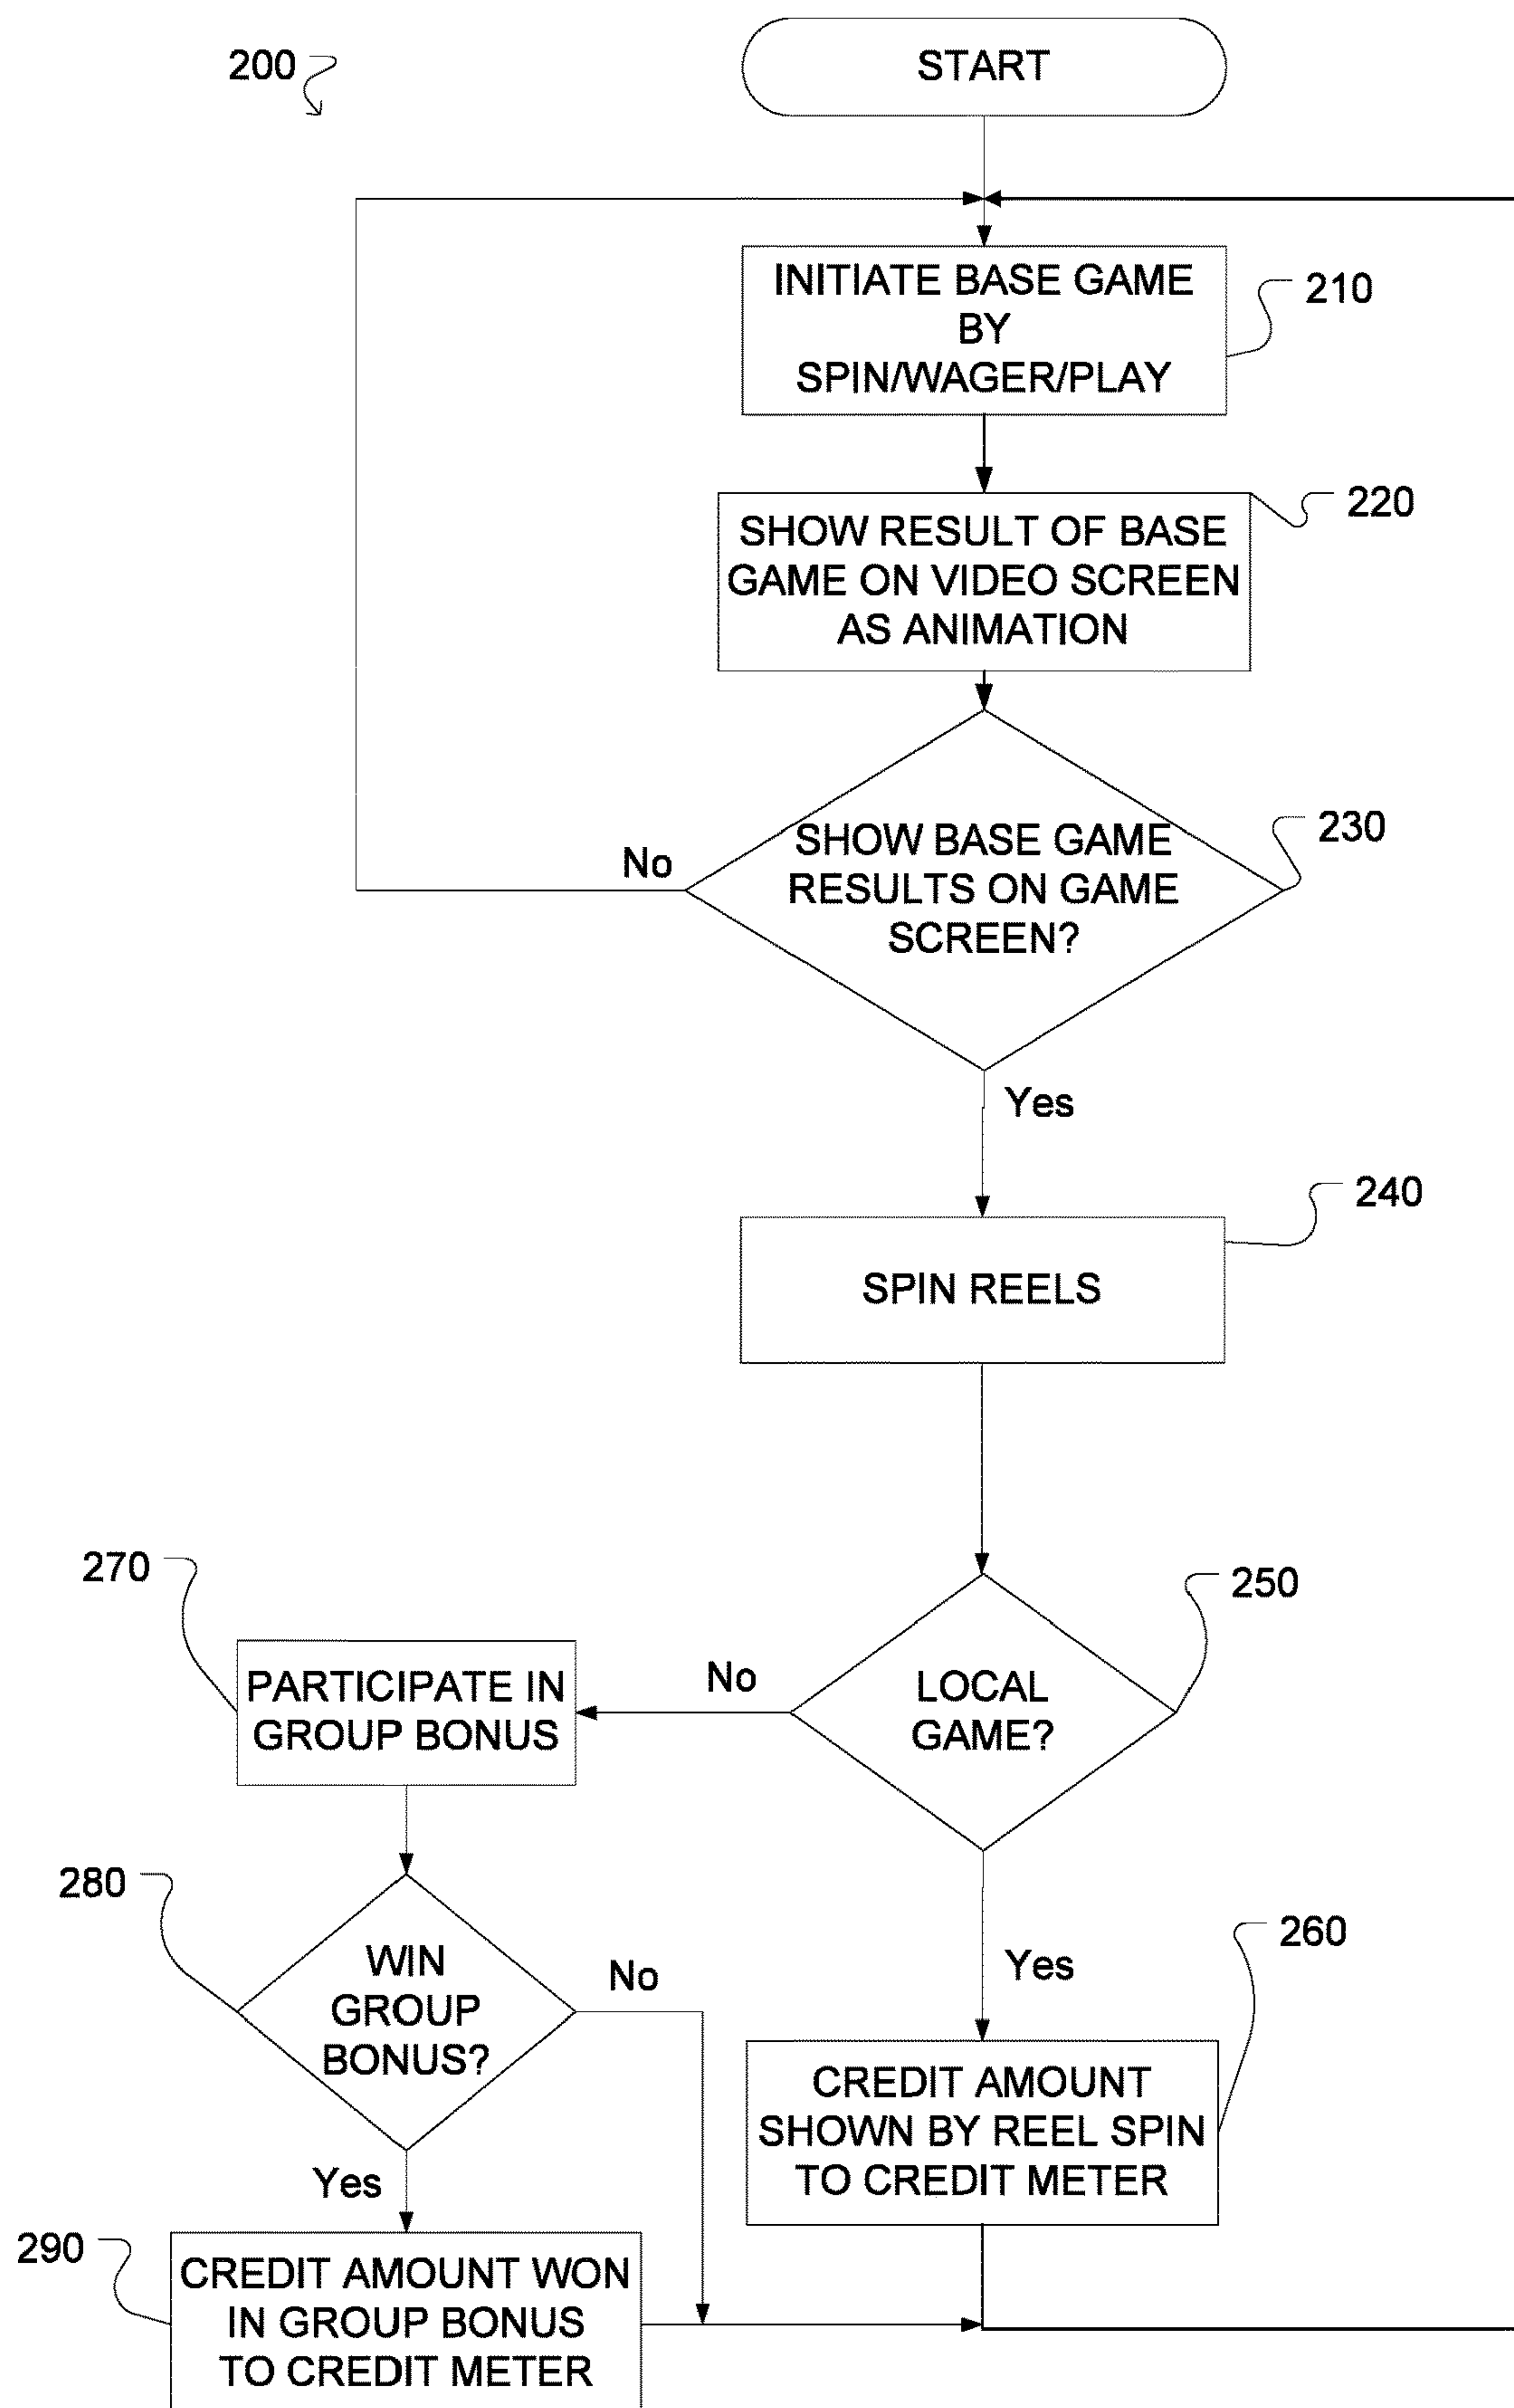 200
START
INITIATE BASE GAME
BY
SPIN/WAGER/PLAY
210
SHOW RESULT OF BASE
GAME ON VIDEO SCREEN
AS ANIMATION
220
SHOW BASE GAME
RESULTS ON GAME
SCREEN?
230
No
Yes
SPIN REELS
240
LOCAL
GAME?
250
No
Yes
PARTICIPATE IN
GROUP BONUS
270
WIN
GROUP
BONUS?
280
No
Yes
CREDIT AMOUNT
SHOWN BY REEL SPIN
TO CREDIT METER
260
CREDIT AMOUNT WON
IN GROUP BONUS
TO CREDIT METER
290